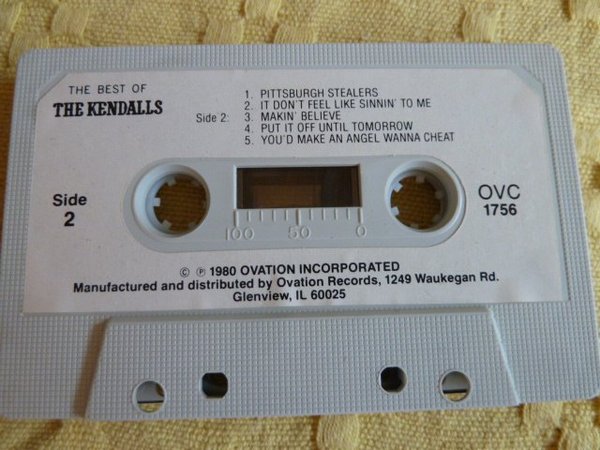 THE BEST OF
THE KENDALLS
Side 2:
1. PITTSBURGH STEALERS
2. IT DON'T FEEL LIKE SINNIN' TO ME
3. MAKIN' BELIEVE
4. PUT IT OFF UNTIL TOMORROW
5. YOU'D MAKE AN ANGEL WANNA CHEAT
Side
2
OVC
1756
100 50 0
© ℗ 1980 OVATION INCORPORATED
Manufactured and distributed by Ovation Records, 1249 Waukegan Rd.
Glenview, IL 60025